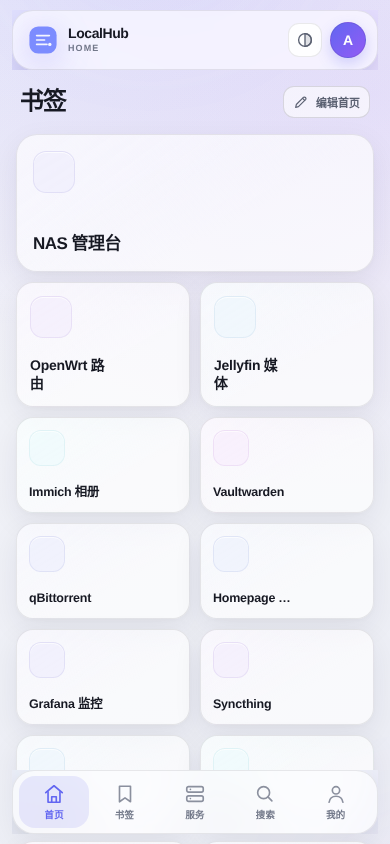 LocalHub
HOME
A
书签
编辑首页
NAS 管理台
OpenWrt 路
由
Jellyfin 媒
体
Immich 相册
Vaultwarden
qBittorrent
Homepage …
Grafana 监控
Syncthing
首页
书签
服务
搜索
我的